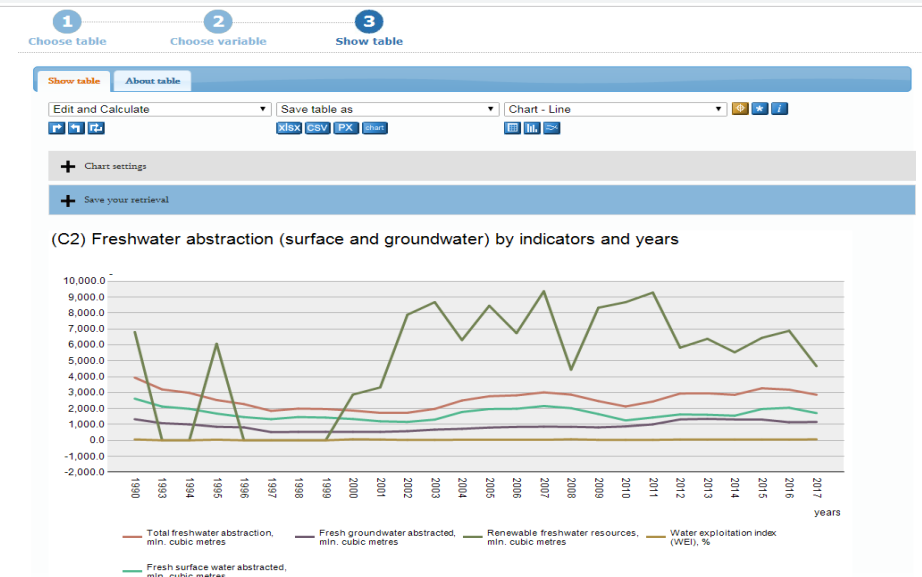 1 2 3
Choose table Choose variable Show table
Show table About table
Edit and Calculate Save table as Chart - Line
xlsx CSV PX chart
Chart settings
Save your retrieval
(C2) Freshwater abstraction (surface and groundwater) by indicators and years
10,000.0
9,000.0
8,000.0
7,000.0
6,000.0
5,000.0
4,000.0
3,000.0
2,000.0
1,000.0
0.0
-1,000.0
-2,000.0
1990 1993 1994 1995 1996 1997 1998 1999 2000 2001 2002 2003 2004 2005 2006 2007 2008 2009 2010 2011 2012 2013 2014 2015 2016 2017
years
Total freshwater abstraction, Fresh groundwater abstracted, Renewable freshwater resources, Water exploitation index
mln. cubic metres mln. cubic metres mln. cubic metres (WEI), %
Fresh surface water abstracted,
mln. cubic metres